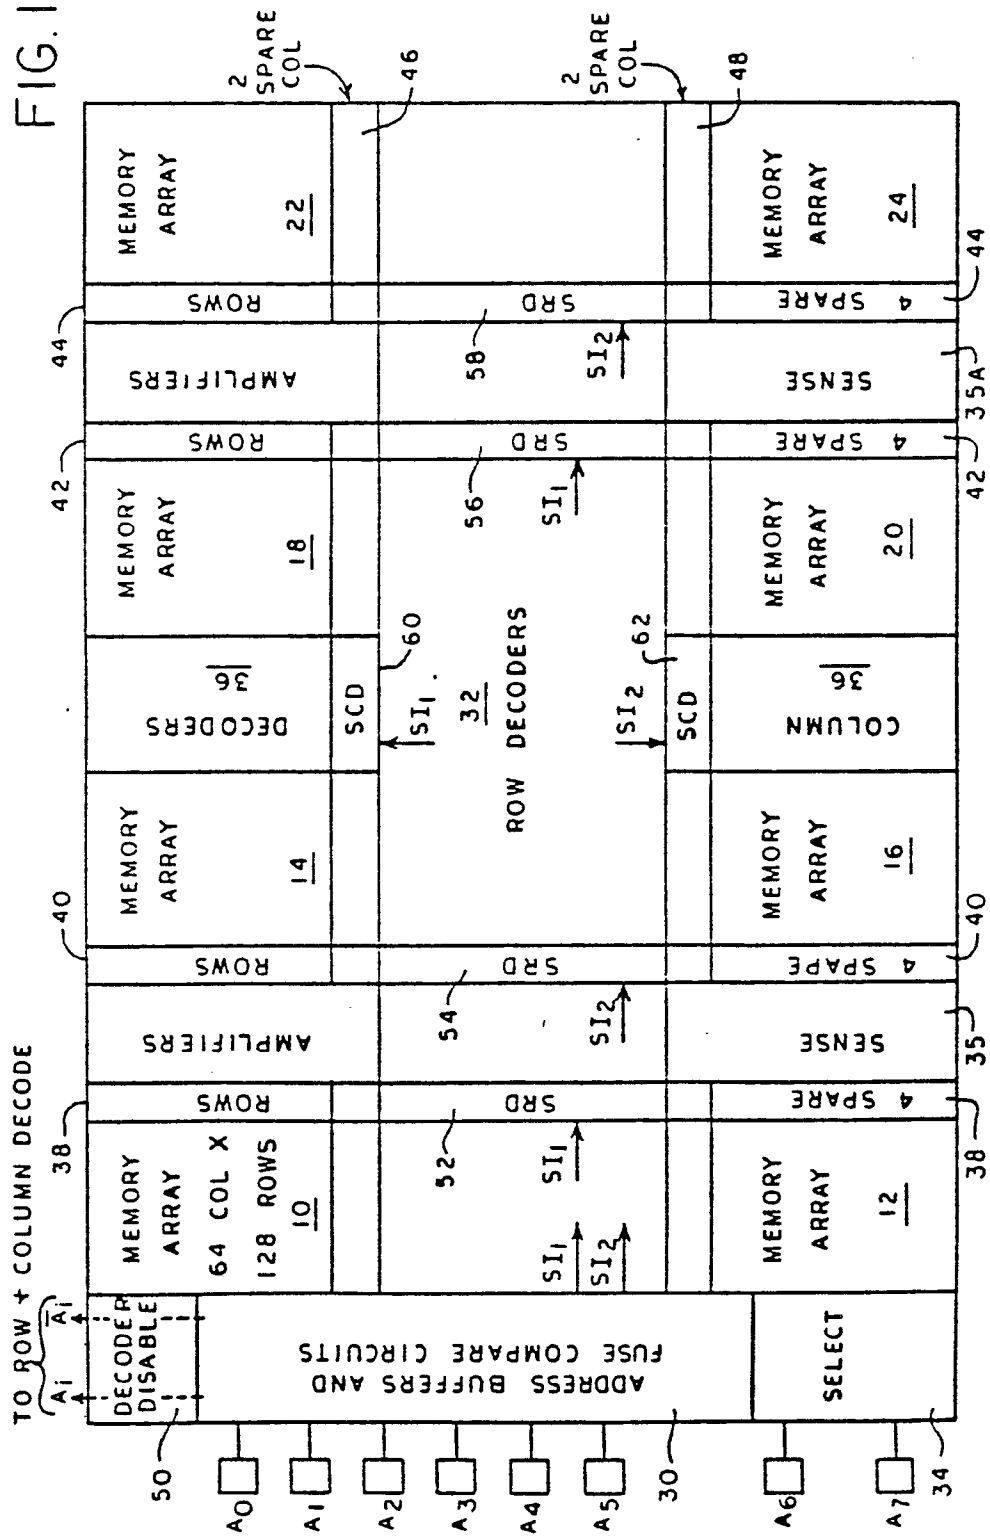 FIG. 1
TO ROW + COLUMN DECODE
Ai
Ai
DECODER
DISABLE
50
ADDRESS BUFFERS AND
FUSE COMPARE CIRCUITS
30
SELECT
34
A0
A1
A2
A3
A4
A5
A6
A7
MEMORY
ARRAY
64 COL X
128 ROWS
10
MEMORY
ARRAY
12
SI1
SI2
SI1
38
ROWS
SRD
52
4 SPARE
38
AMPLIFIERS
SI2
SENSE
35
40
ROWS
SRD
54
4 SPAPE
40
MEMORY
ARRAY
14
MEMORY
ARRAY
16
DECODERS
36
SCD
60
SI1
32
ROW DECODERS
SI2
62
SCD
COLUMN
36
MEMORY
ARRAY
18
MEMORY
ARRAY
20
SI1
42
ROWS
SRD
56
4 SPARE
42
AMPLIFIERS
SI2
SENSE
35A
44
ROWS
SRD
58
4 SPARE
44
MEMORY
ARRAY
22
MEMORY
ARRAY
24
2
SPARE
COL
46
2
SPARE
COL
48